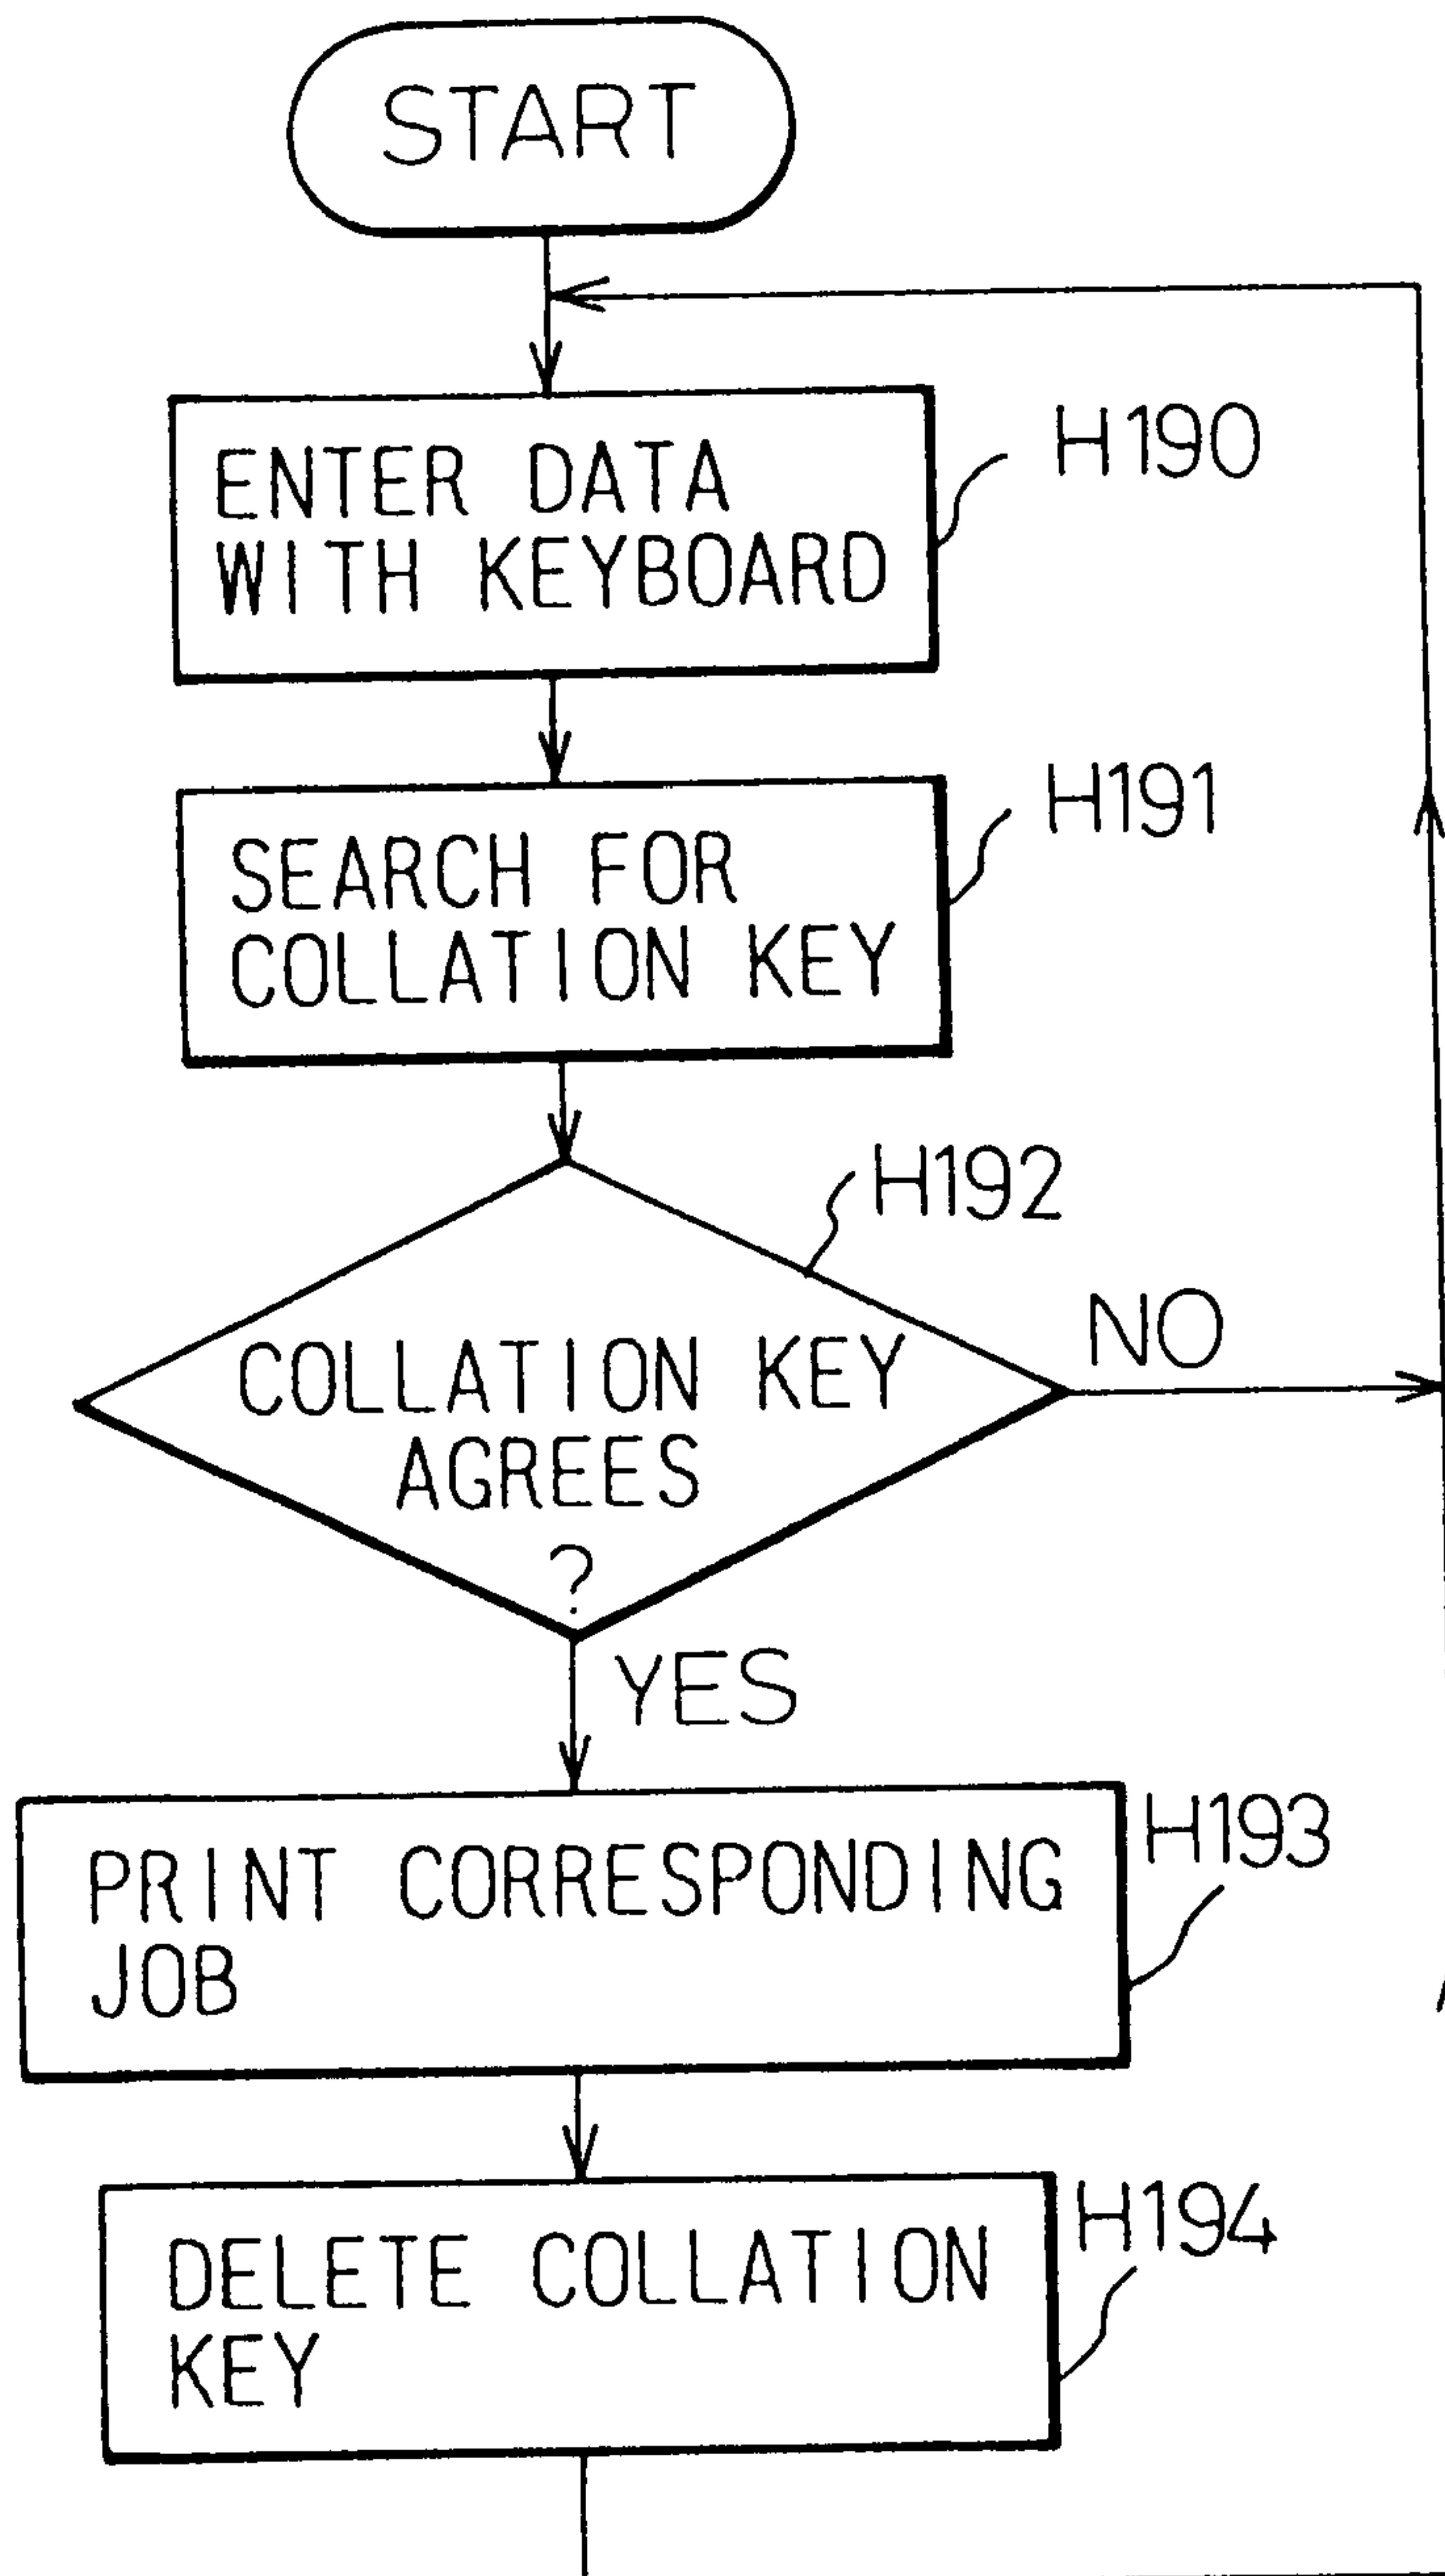 START
ENTER DATA
WITH KEYBOARD
H190
SEARCH FOR
COLLATION KEY
H191
H192
COLLATION KEY
AGREES
?
NO
YES
PRINT CORRESPONDING
JOB
H193
DELETE COLLATION
KEY
H194